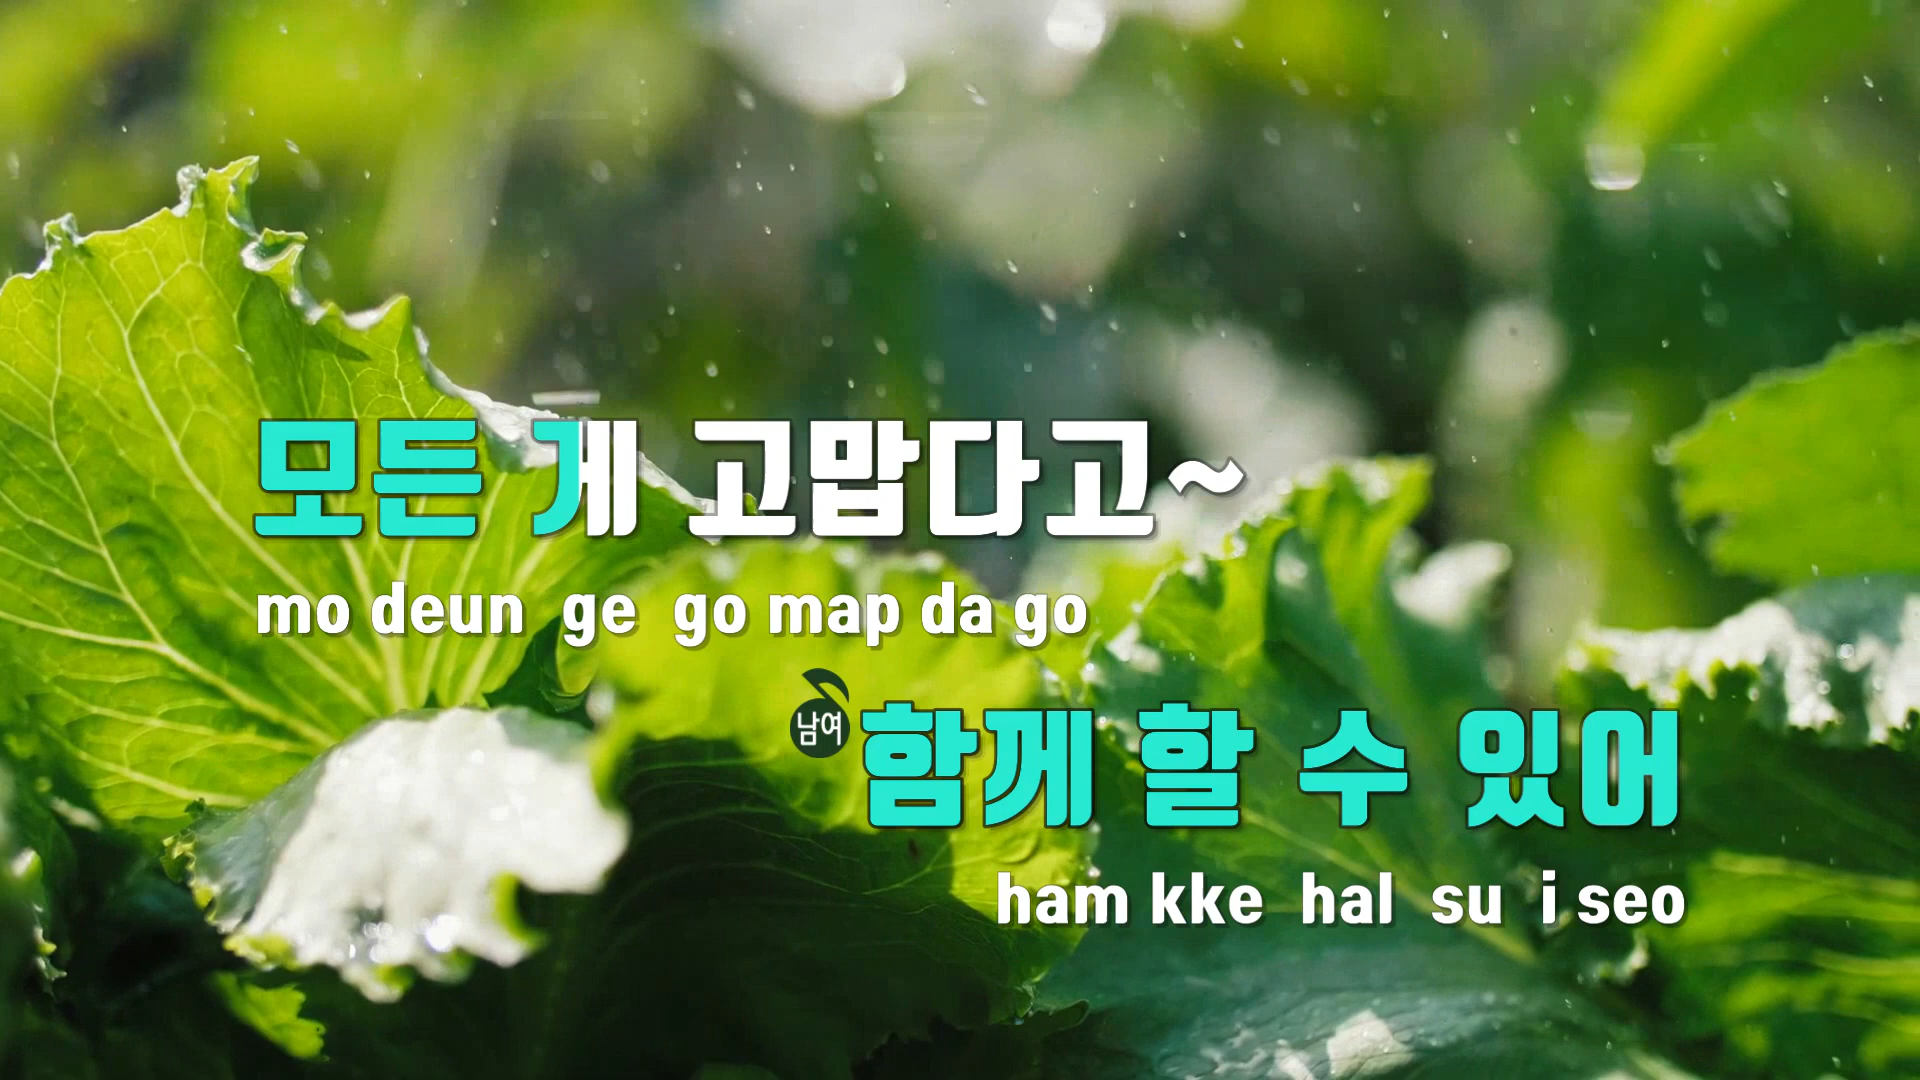 모든 게 고맙다고~
mo deun ge go map da go
남여 함께 할 수 있어
ham kke hal su i seo